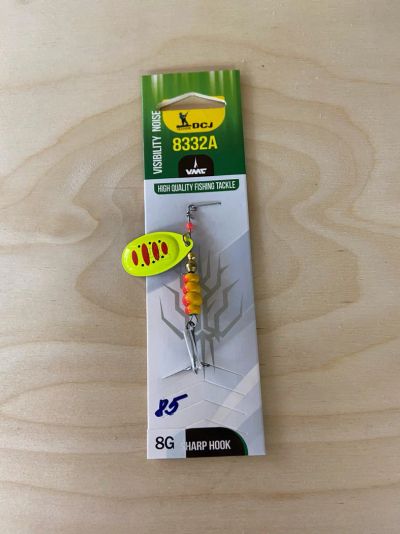 VISIBILITY NOISE
DCJ
8332A
VMC
HIGH QUALITY FISHING TACKLE
85
8G
HARP HOOK